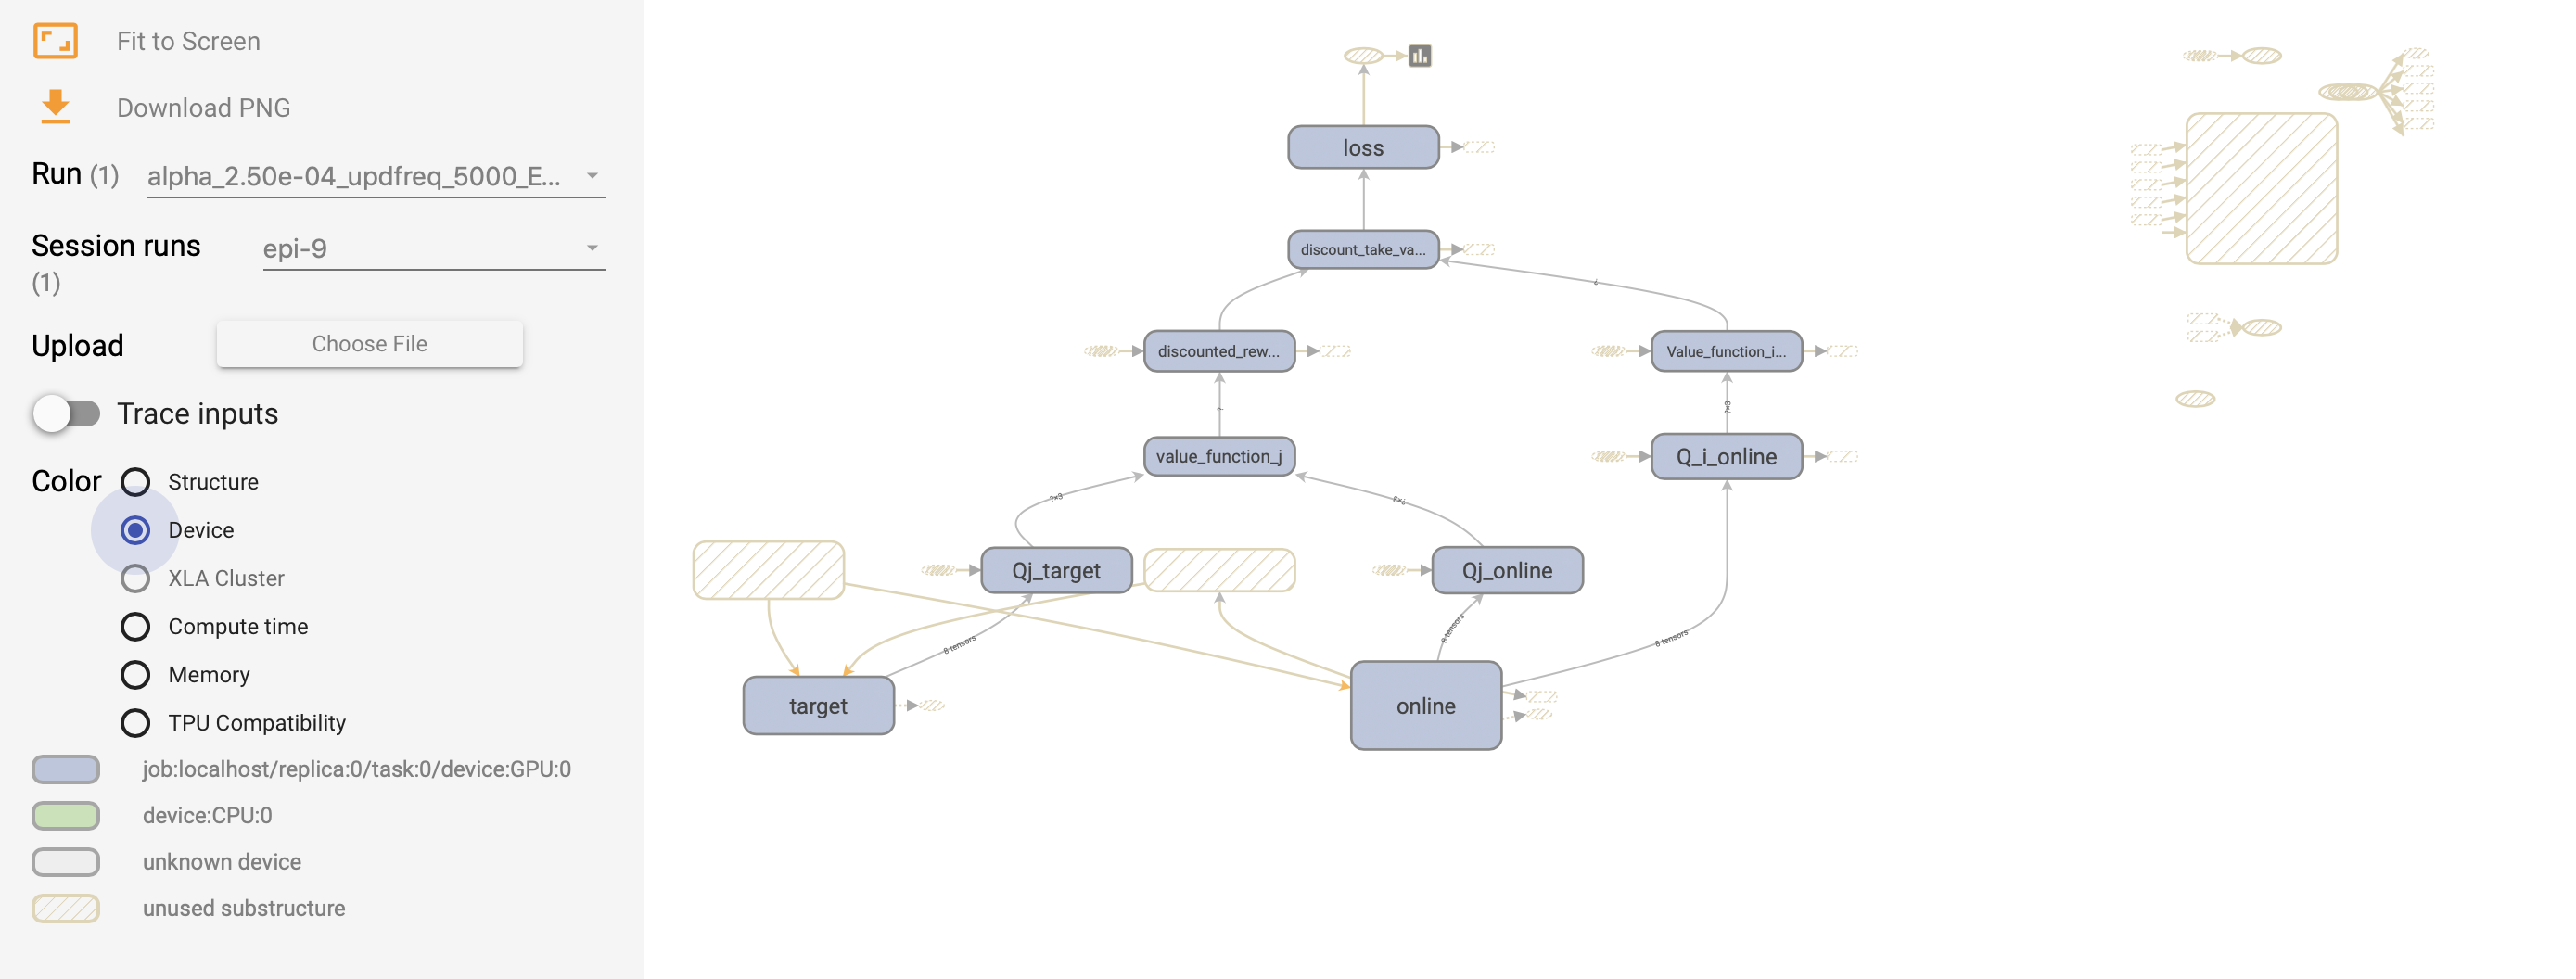 Fit to Screen
Download PNG
Run (1) alpha_2.50e-04_updfreq_5000_E...
Session runs
(1)
epi-9
Upload
Choose File
Trace inputs
Color
Structure
Device
XLA Cluster
Compute time
Memory
TPU Compatibility
job:localhost/replica:0/task:0/device:GPU:0
device:CPU:0
unknown device
unused substructure
loss
discount_take_va...
?
discounted_rew...
Value_function_i...
?
?×3
value_function_j
Q_i_online
?×3
?×3
Qj_target
Qj_online
8 tensors
8 tensors
8 tensors
target
online